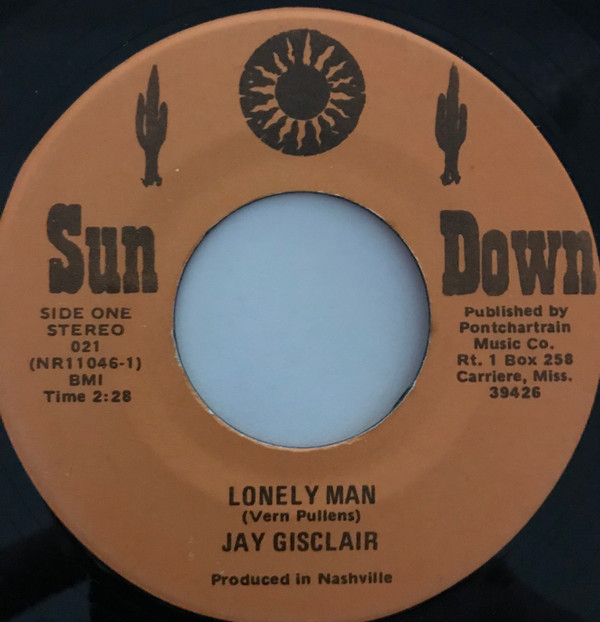 Sun Down
SIDE ONE
STEREO
021
(NR11046-1)
BMI
Time 2:28
Published by
Pontchartrain
Music Co.
Rt. 1 Box 258
Carriere, Miss.
39426
LONELY MAN
(Vern Pullens)
JAY GISCLAIR
Produced in Nashville